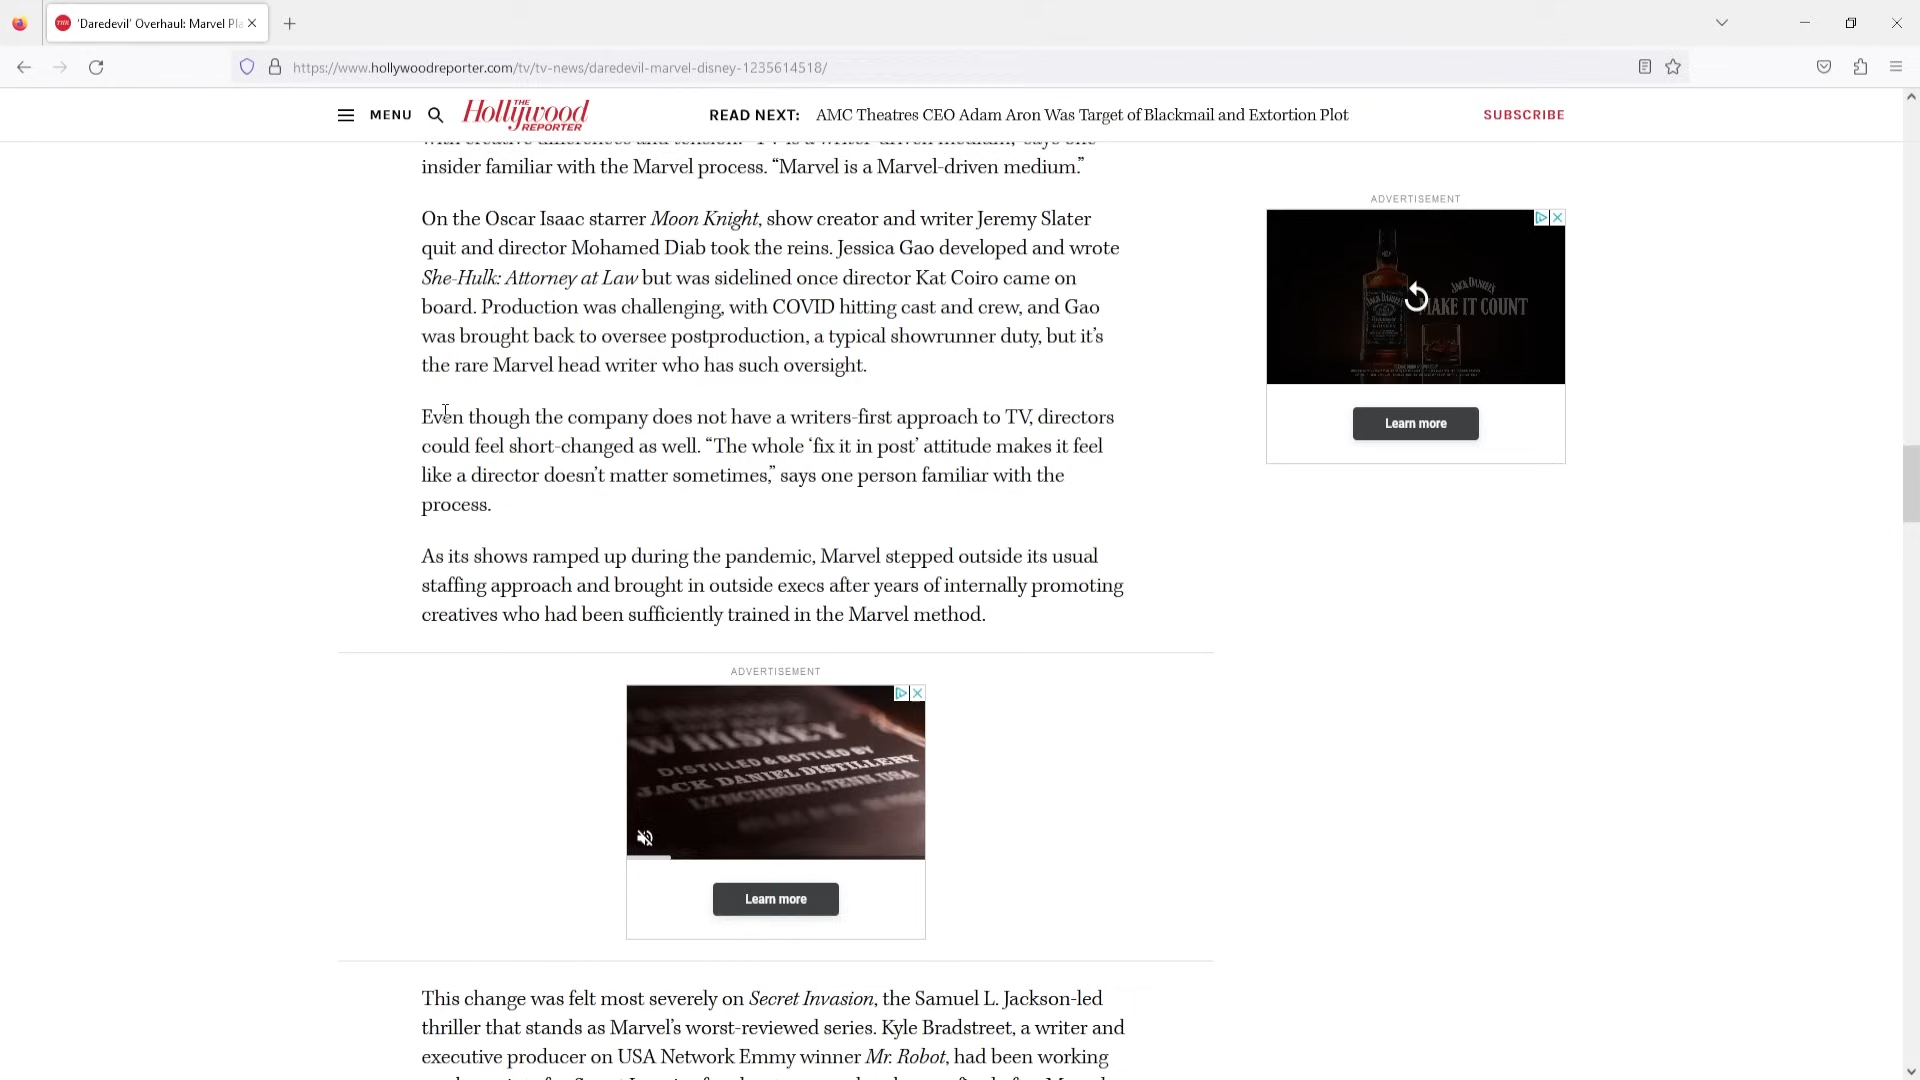 'Daredevil' Overhaul: Marvel Pla
https://www.hollywoodreporter.com/tv/tv-news/daredevil-marvel-disney-1235614518/
MENU
THE
Hollywood
REPORTER
READ NEXT: AMC Theatres CEO Adam Aron Was Target of Blackmail and Extortion Plot
SUBSCRIBE
insider familiar with the Marvel process. “Marvel is a Marvel-driven medium.”
On the Oscar Isaac starrer Moon Knight, show creator and writer Jeremy Slater
quit and director Mohamed Diab took the reins. Jessica Gao developed and wrote
She-Hulk: Attorney at Law but was sidelined once director Kat Coiro came on
board. Production was challenging, with COVID hitting cast and crew, and Gao
was brought back to oversee postproduction, a typical showrunner duty, but it’s
the rare Marvel head writer who has such oversight.
Even though the company does not have a writers-first approach to TV, directors
could feel short-changed as well. “The whole ‘fix it in post’ attitude makes it feel
like a director doesn’t matter sometimes,” says one person familiar with the
process.
As its shows ramped up during the pandemic, Marvel stepped outside its usual
staffing approach and brought in outside execs after years of internally promoting
creatives who had been sufficiently trained in the Marvel method.
ADVERTISEMENT
WHISKEY
DISTILLED & BOTTLED BY
JACK DANIEL DISTILLERY
LYNCHBURG, TENN. USA
Learn more
This change was felt most severely on Secret Invasion, the Samuel L. Jackson-led
thriller that stands as Marvel’s worst-reviewed series. Kyle Bradstreet, a writer and
executive producer on USA Network Emmy winner Mr. Robot, had been working
ADVERTISEMENT
JACK DANIEL'S
MAKE IT COUNT
Learn more